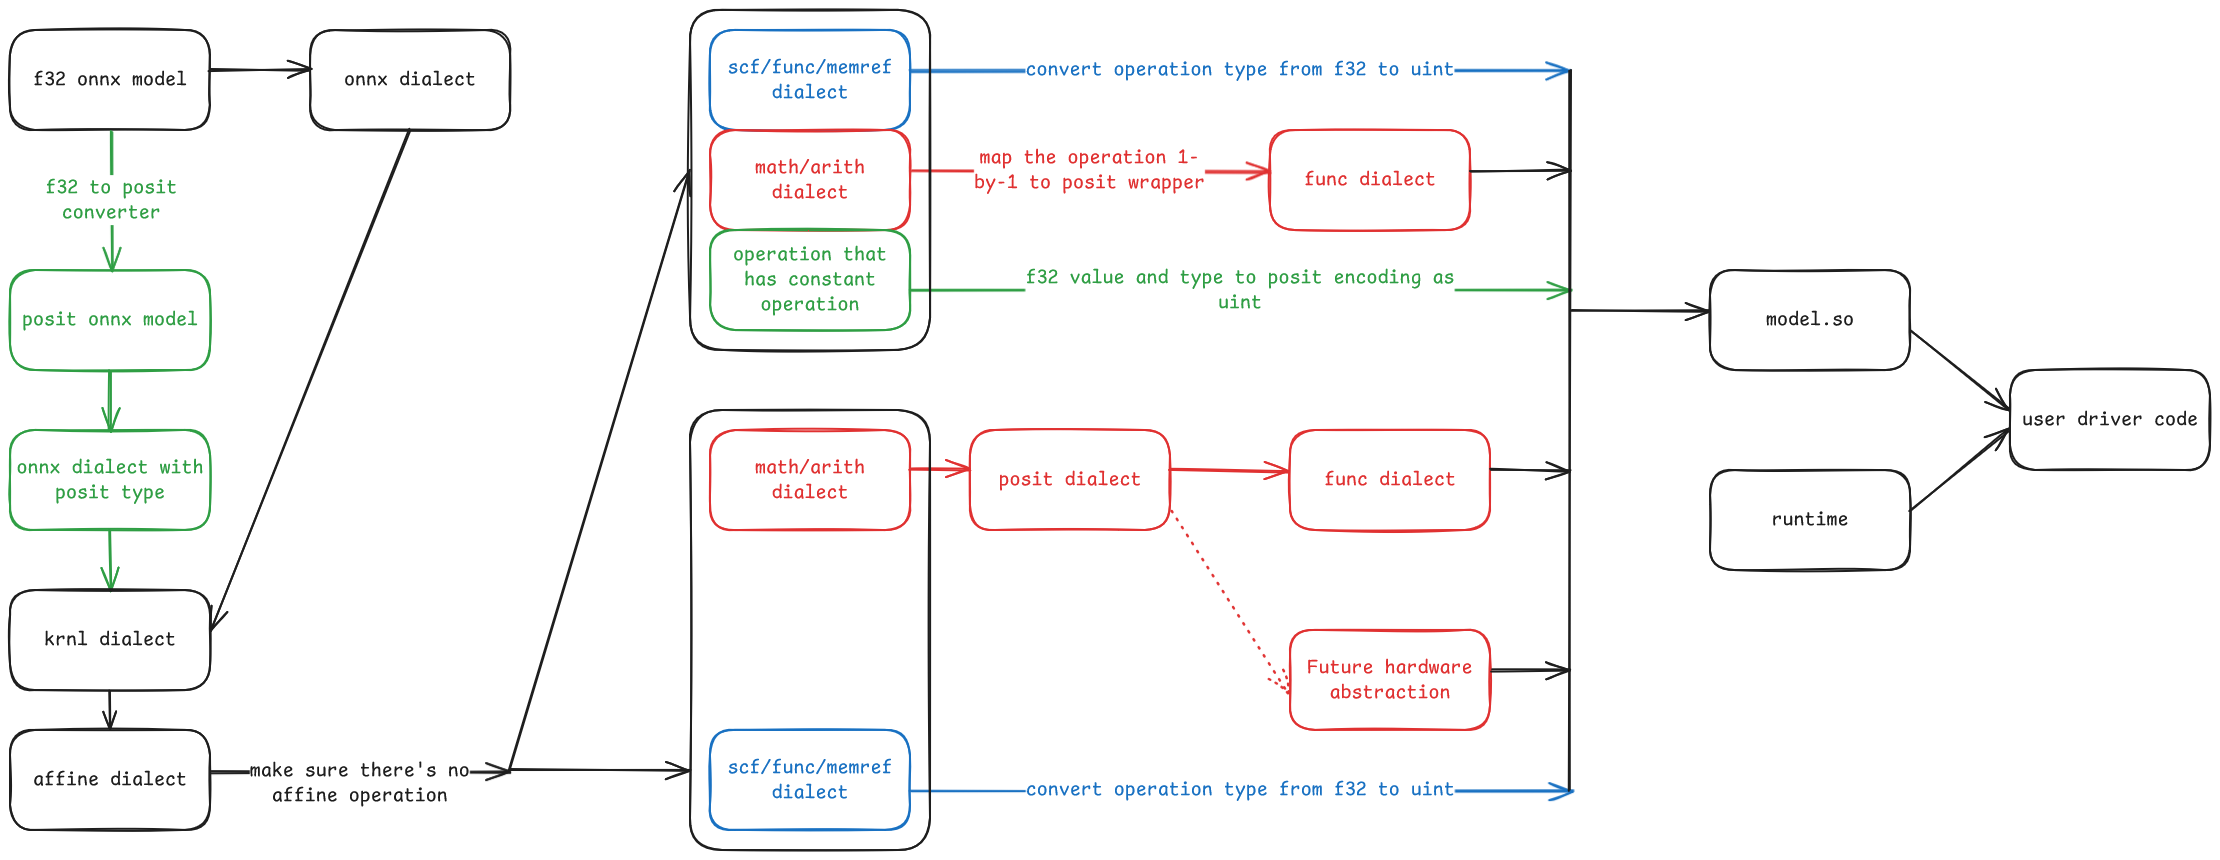 f32 onnx model
onnx dialect
f32 to posit
converter
posit onnx model
onnx dialect with
posit type
krnl dialect
affine dialect
make sure there's no
affine operation
scf/func/memref
dialect
convert operation type from f32 to uint
math/arith
dialect
map the operation 1-
by-1 to posit wrapper
func dialect
operation that
has constant
operation
f32 value and type to posit encoding as
uint
math/arith
dialect
posit dialect
func dialect
Future hardware
abstraction
scf/func/memref
dialect
convert operation type from f32 to uint
model.so
runtime
user driver code